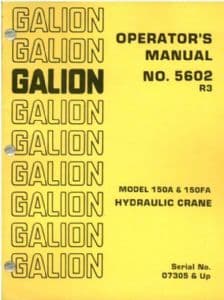 GALION
GALION
GALION
GALION
GALION
GALION
GALION
GALION
GALION
OPERATOR'S
MANUAL
NO. 5602
R3
MODEL 150A & 150FA
HYDRAULIC CRANE
Serial No.
07305 & Up